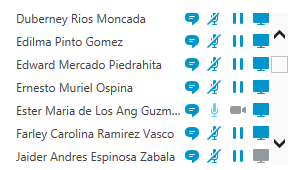 Duberney Rios Moncada
Edilma Pinto Gomez
Edward Mercado Piedrahita
Ernesto Muriel Ospina
Ester Maria de Los Ang Guzm...
Farley Carolina Ramirez Vasco
Jaider Andres Espinosa Zabala